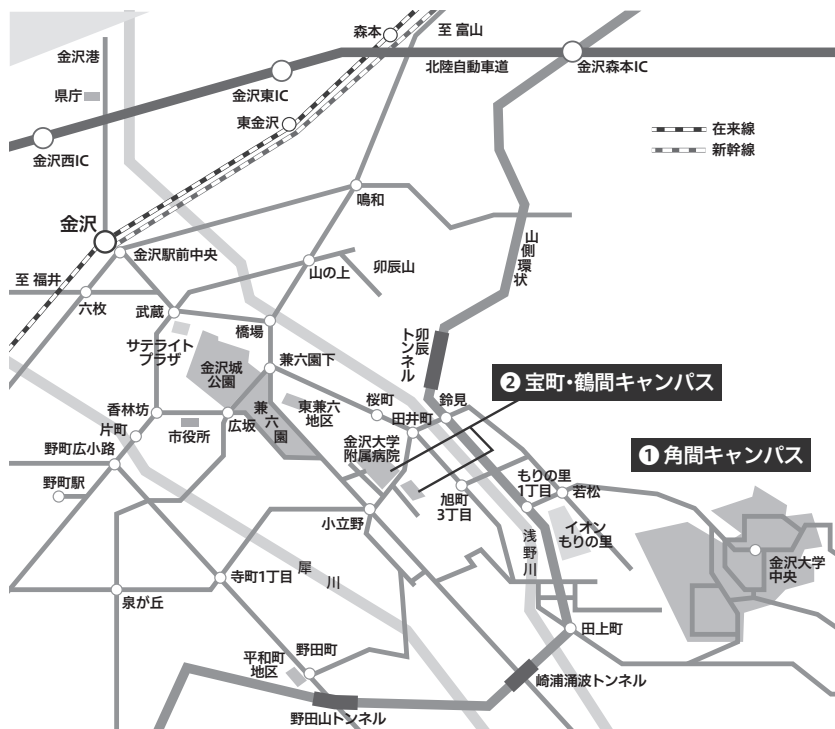 森本
至 富山
金沢港
北陸自動車道
金沢森本IC
県庁
金沢東IC
東金沢
在来線
新幹線
金沢西IC
鳴和
金沢
金沢駅前中央
山の上
卯辰山
山側環状
至 福井
六枚
武蔵
橋場
サテライト
プラザ
卯辰
トンネル
金沢城
公園
兼六園下
❷ 宝町・鶴間キャンパス
桜町
鈴見
香林坊
東兼六
地区
田井町
兼六園
広坂
片町
市役所
金沢大学
附属病院
❶ 角間キャンパス
野町広小路
野町駅
もりの里
1丁目
若松
旭町
3丁目
小立野
イオン
もりの里
浅野川
金沢大学
中央
犀川
寺町1丁目
泉が丘
田上町
野田町
平和町
地区
崎浦涌波トンネル
野田山トンネル